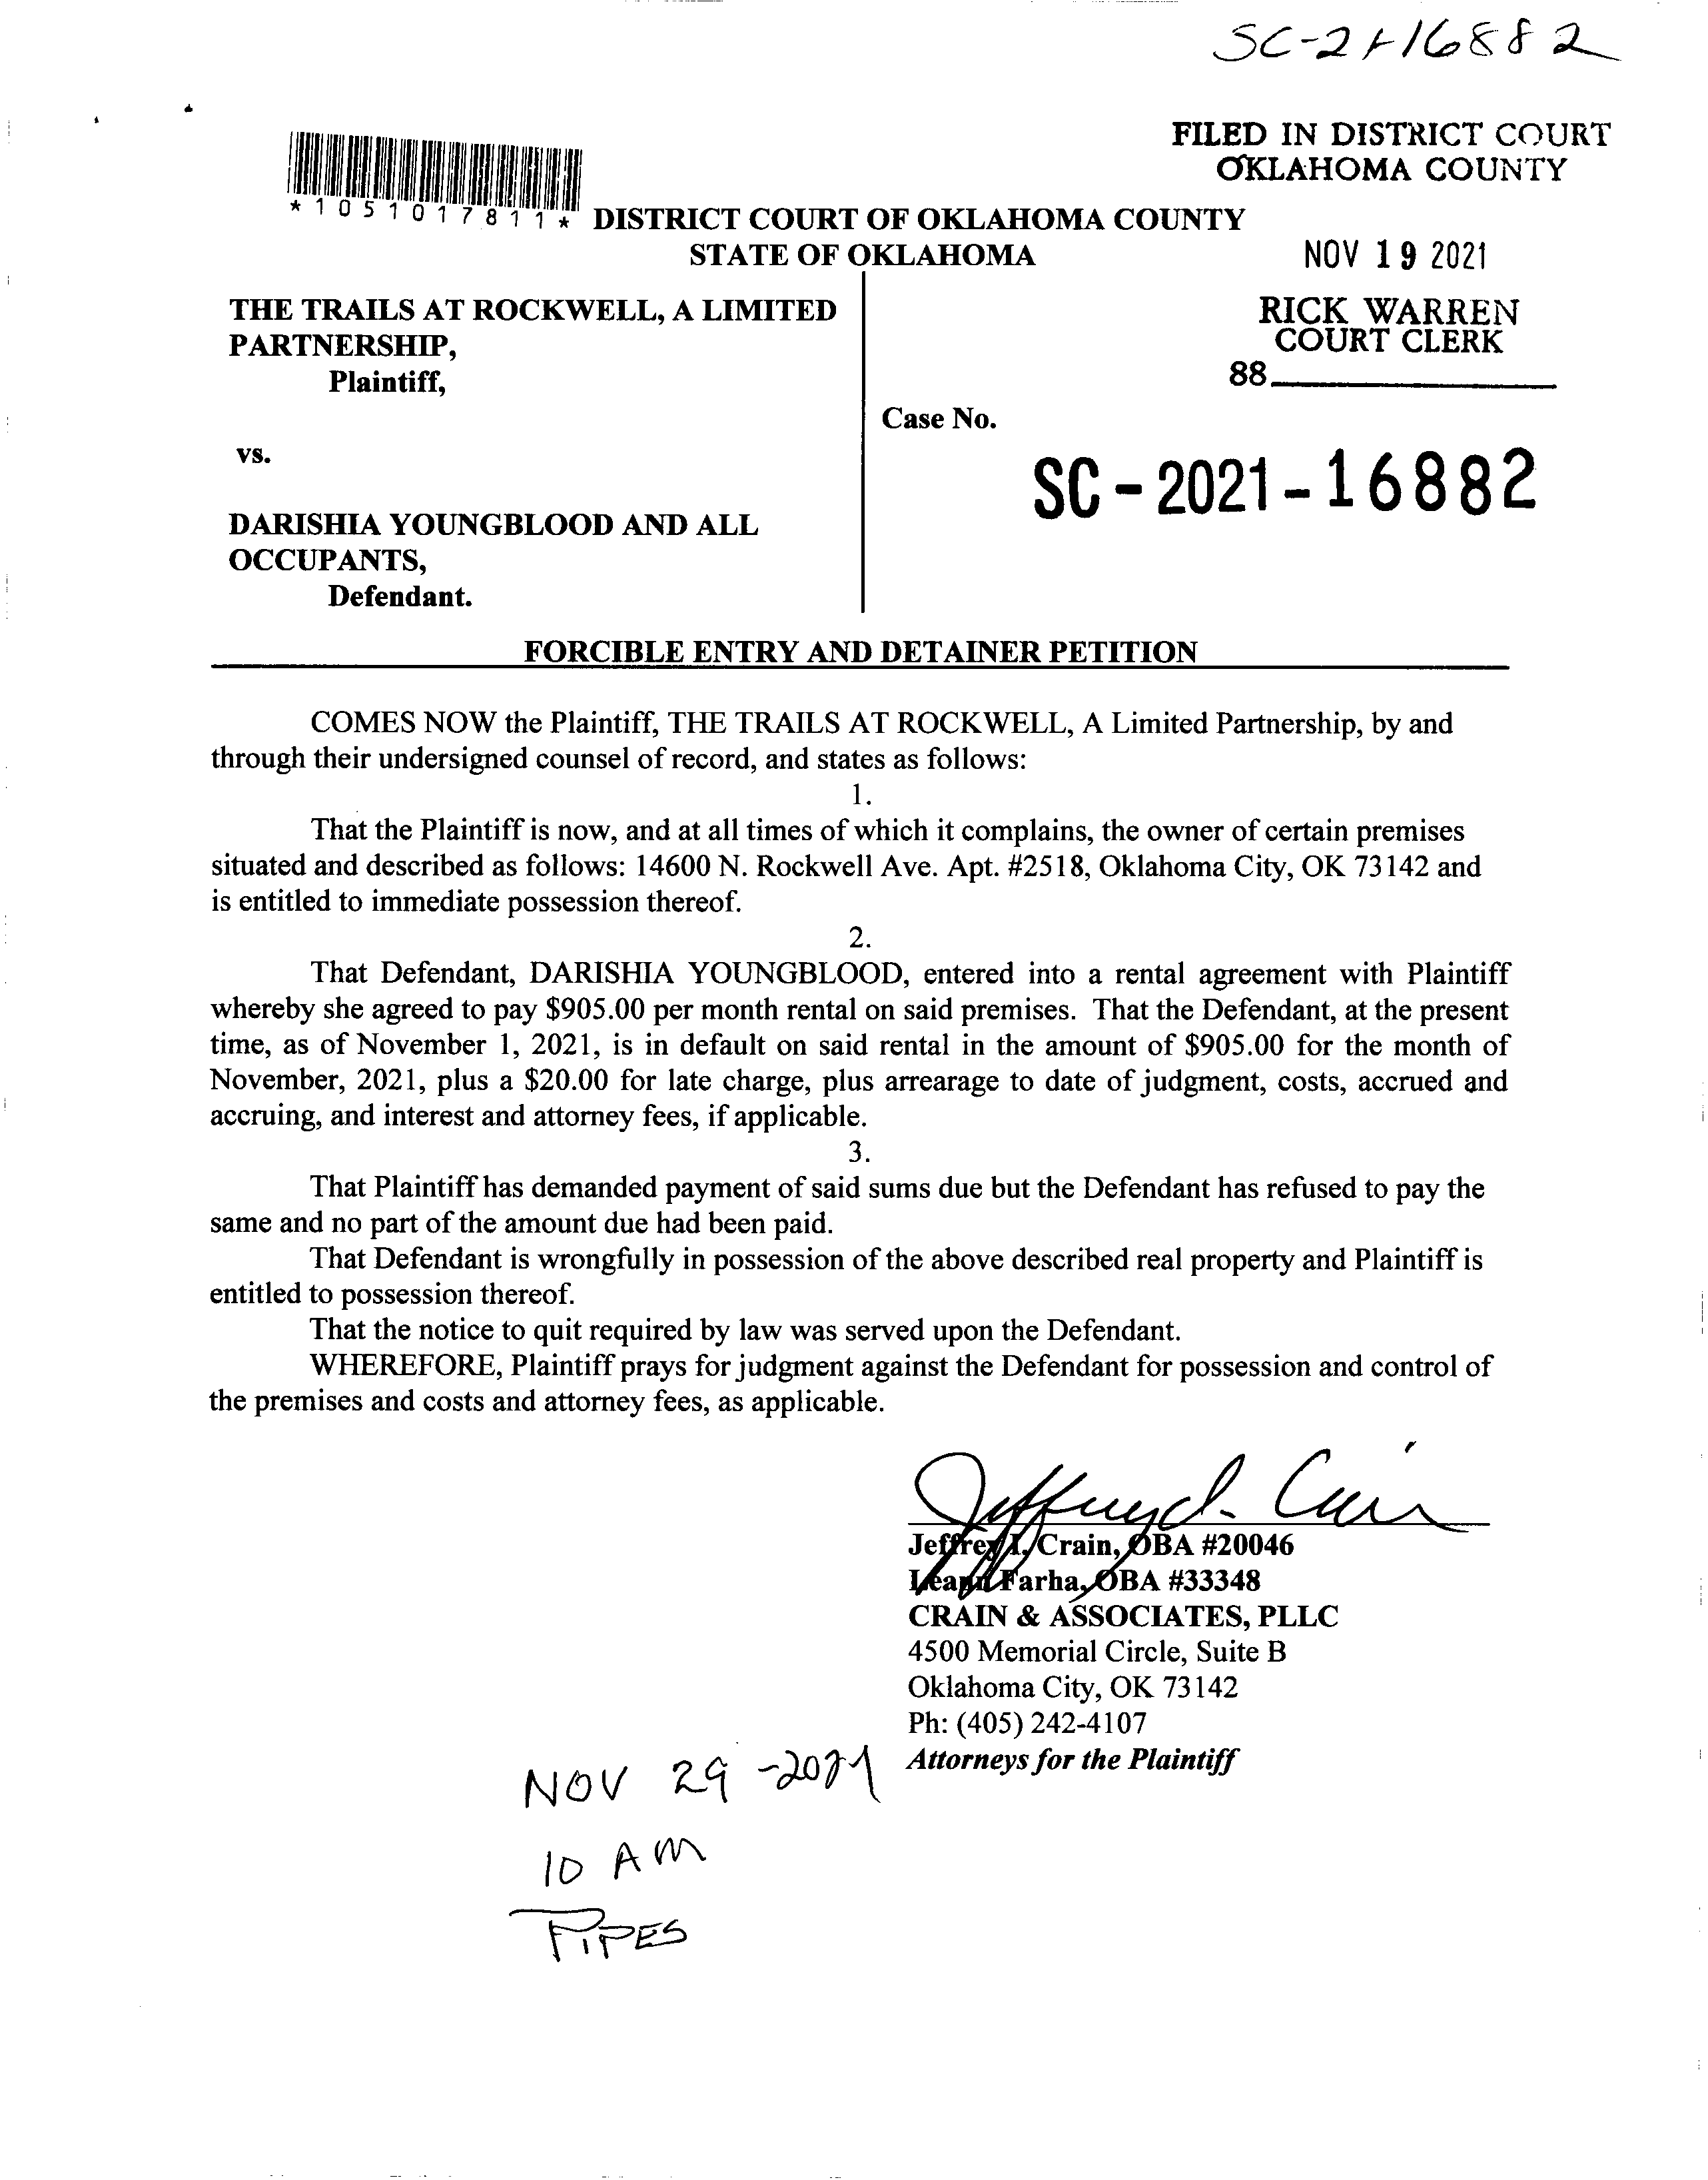 SC-21-16882
FILED IN DISTRICT COURT
OKLAHOMA COUNTY
*1051017811*
DISTRICT COURT OF OKLAHOMA COUNTY
STATE OF OKLAHOMA
NOV 19 2021
THE TRAILS AT ROCKWELL, A LIMITED
PARTNERSHIP,
Plaintiff,
RICK WARREN
COURT CLERK
88
Case No.
vs.
SC-2021-16882
DARISHIA YOUNGBLOOD AND ALL
OCCUPANTS,
Defendant.
FORCIBLE ENTRY AND DETAINER PETITION
COMES NOW the Plaintiff, THE TRAILS AT ROCKWELL, A Limited Partnership, by and
through their undersigned counsel of record, and states as follows:
1.
That the Plaintiff is now, and at all times of which it complains, the owner of certain premises
situated and described as follows: 14600 N. Rockwell Ave. Apt. #2518, Oklahoma City, OK 73142 and
is entitled to immediate possession thereof.
2.
That Defendant, DARISHIA YOUNGBLOOD, entered into a rental agreement with Plaintiff
whereby she agreed to pay $905.00 per month rental on said premises. That the Defendant, at the present
time, as of November 1, 2021, is in default on said rental in the amount of $905.00 for the month of
November, 2021, plus a $20.00 for late charge, plus arrearage to date of judgment, costs, accrued and
accruing, and interest and attorney fees, if applicable.
3.
That Plaintiff has demanded payment of said sums due but the Defendant has refused to pay the
same and no part of the amount due had been paid.
That Defendant is wrongfully in possession of the above described real property and Plaintiff is
entitled to possession thereof.
That the notice to quit required by law was served upon the Defendant.
WHEREFORE, Plaintiff prays for judgment against the Defendant for possession and control of
the premises and costs and attorney fees, as applicable.
Jeffrey I. Crain
Jeffrey I. Crain, OBA #20046
Leann Farha, OBA #33348
CRAIN & ASSOCIATES, PLLC
4500 Memorial Circle, Suite B
Oklahoma City, OK 73142
Ph: (405) 242-4107
Attorneys for the Plaintiff
NOV 29-2021
10 AM
PIPES